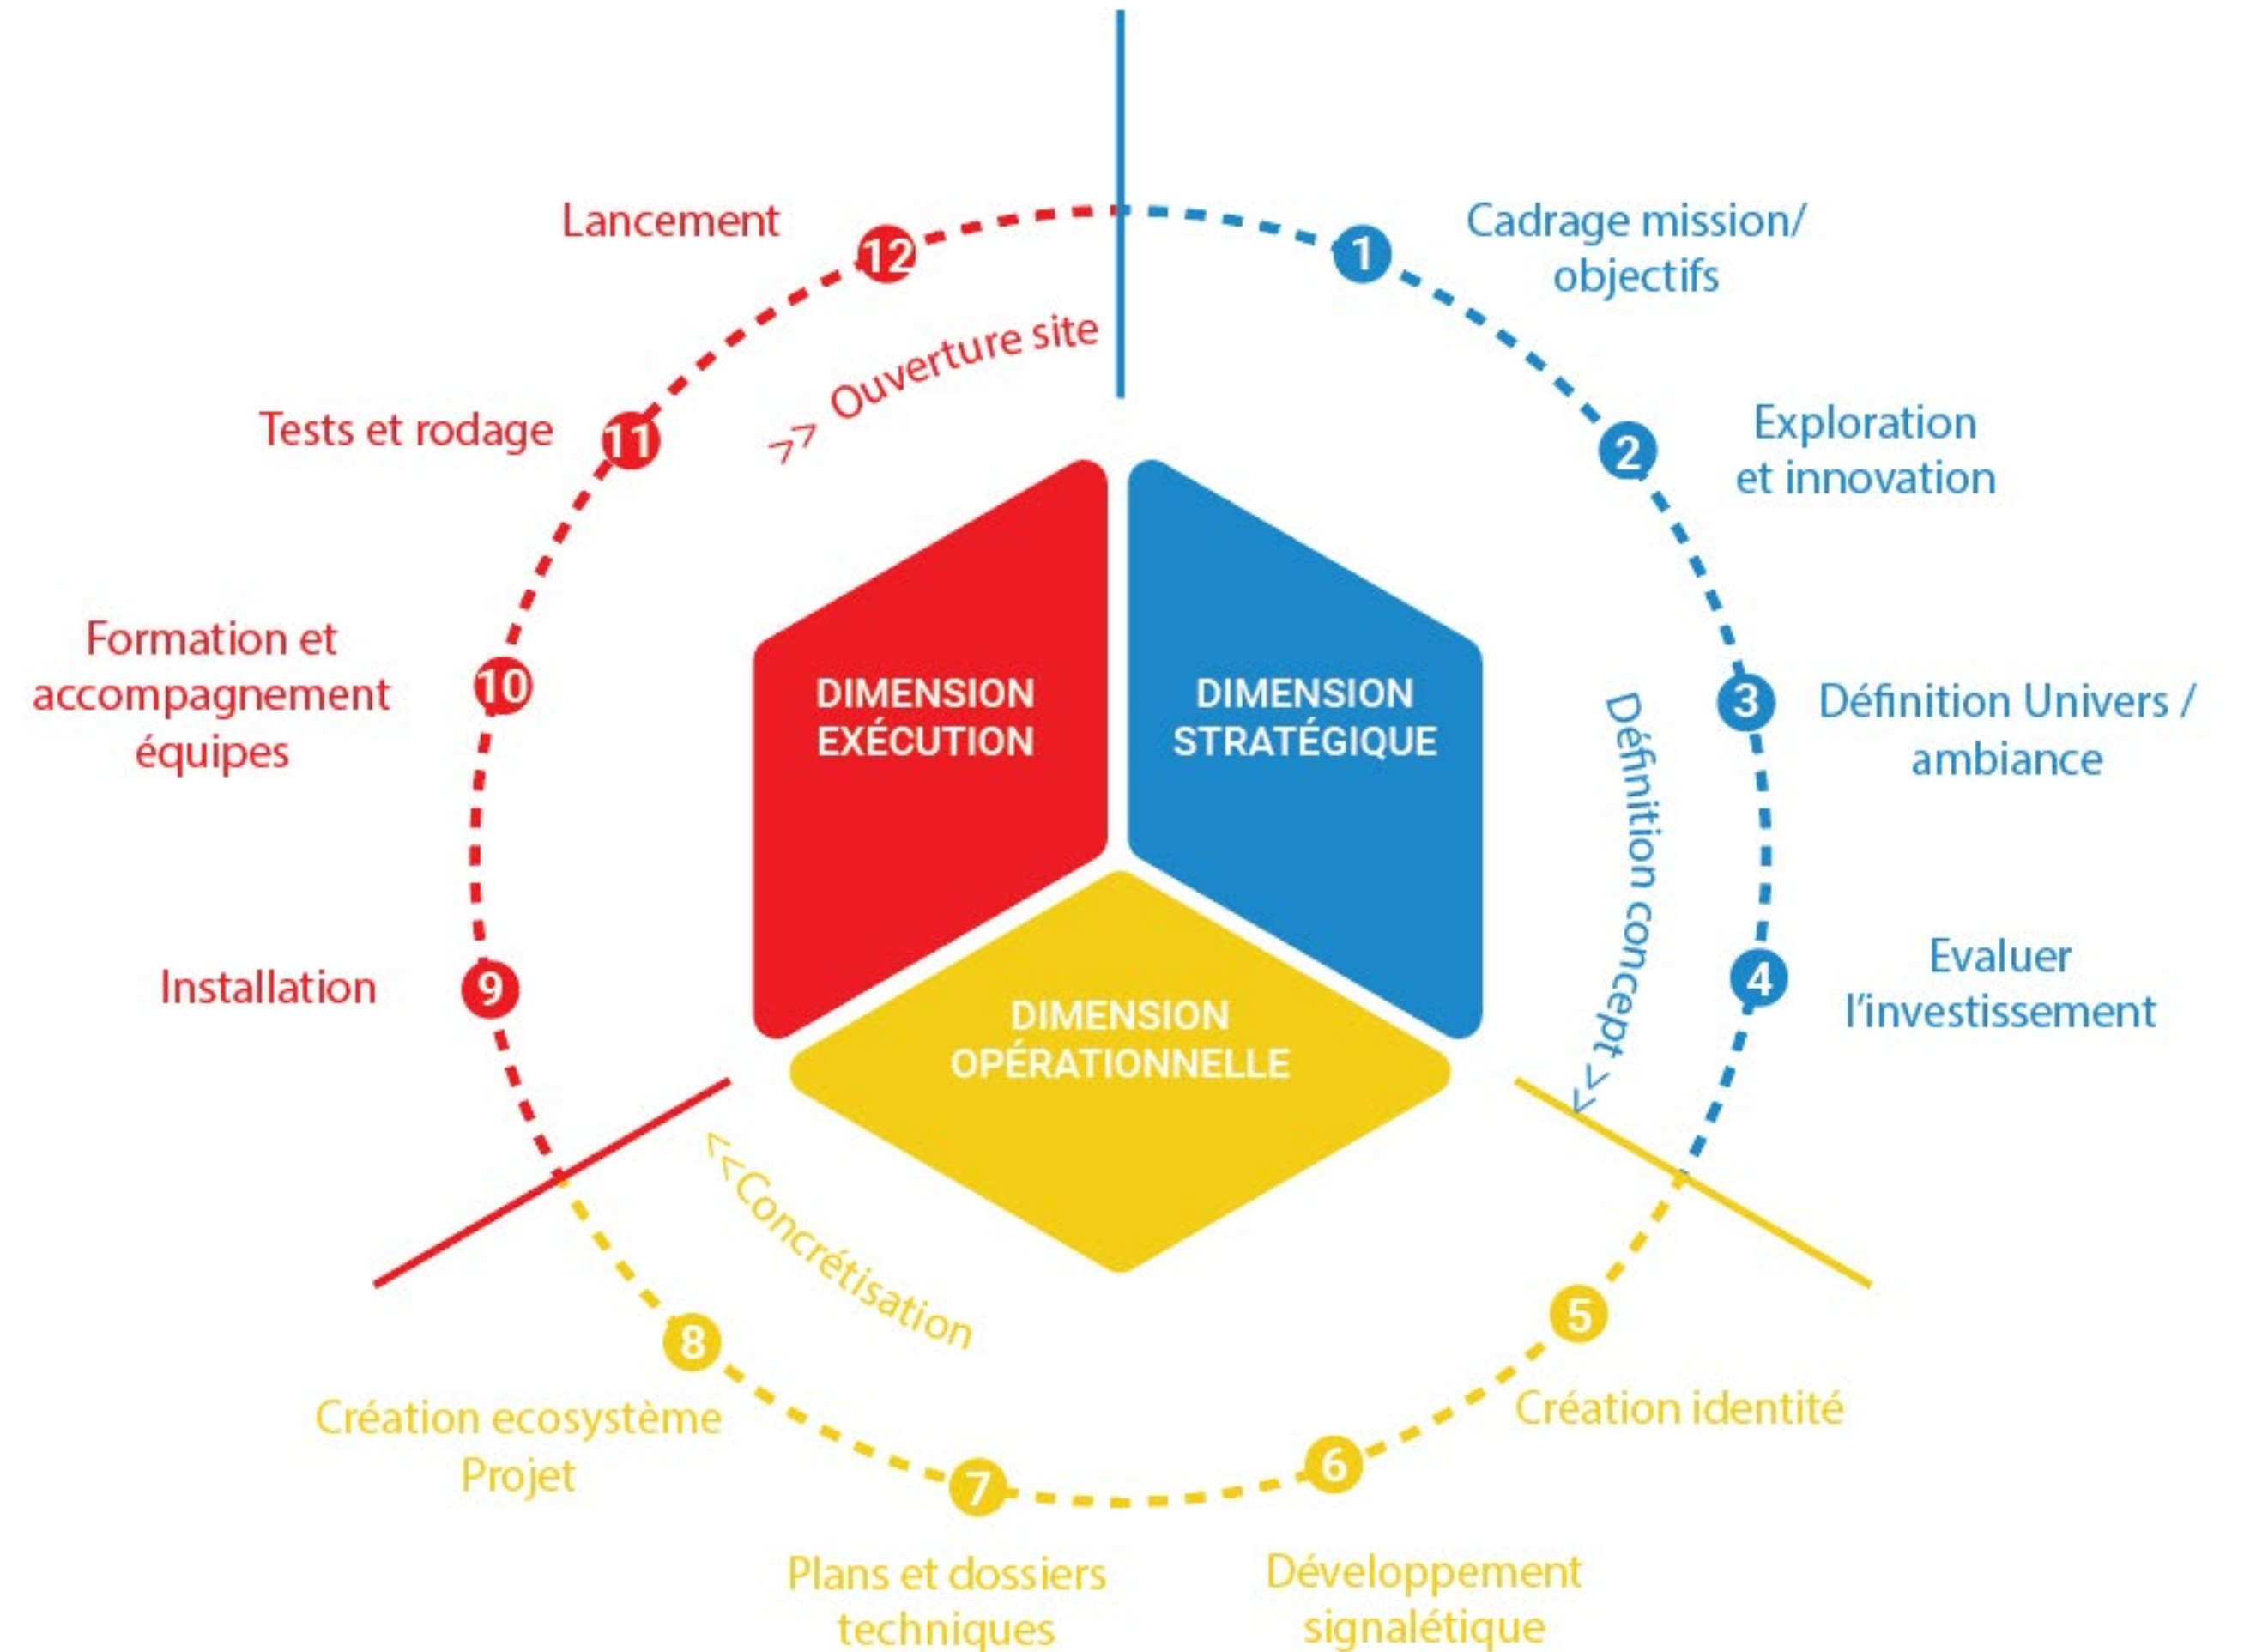 Cadrage mission/
objectifs
1
Exploration
et innovation
2
Définition Univers /
ambiance
3
Evaluer
l'investissement
4
Définition concept >>
DIMENSION
STRATÉGIQUE
5
Création identité
6
Développement
signalétique
7
Plans et dossiers
techniques
8
Création ecosystème
Projet
<<Concrétisation
DIMENSION
OPÉRATIONNELLE
9
Installation
10
Formation et
accompagnement
équipes
11
Tests et rodage
12
Lancement
>> Ouverture site
DIMENSION
EXÉCUTION